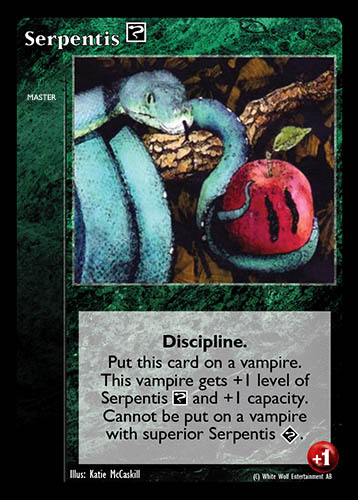 Serpentis
MASTER
Discipline.
Put this card on a vampire.
This vampire gets +1 level of
Serpentis and +1 capacity.
Cannot be put on a vampire
with superior Serpentis .
+1
Illus: Katie McCaskill
(C) White Wolf Entertainment AB